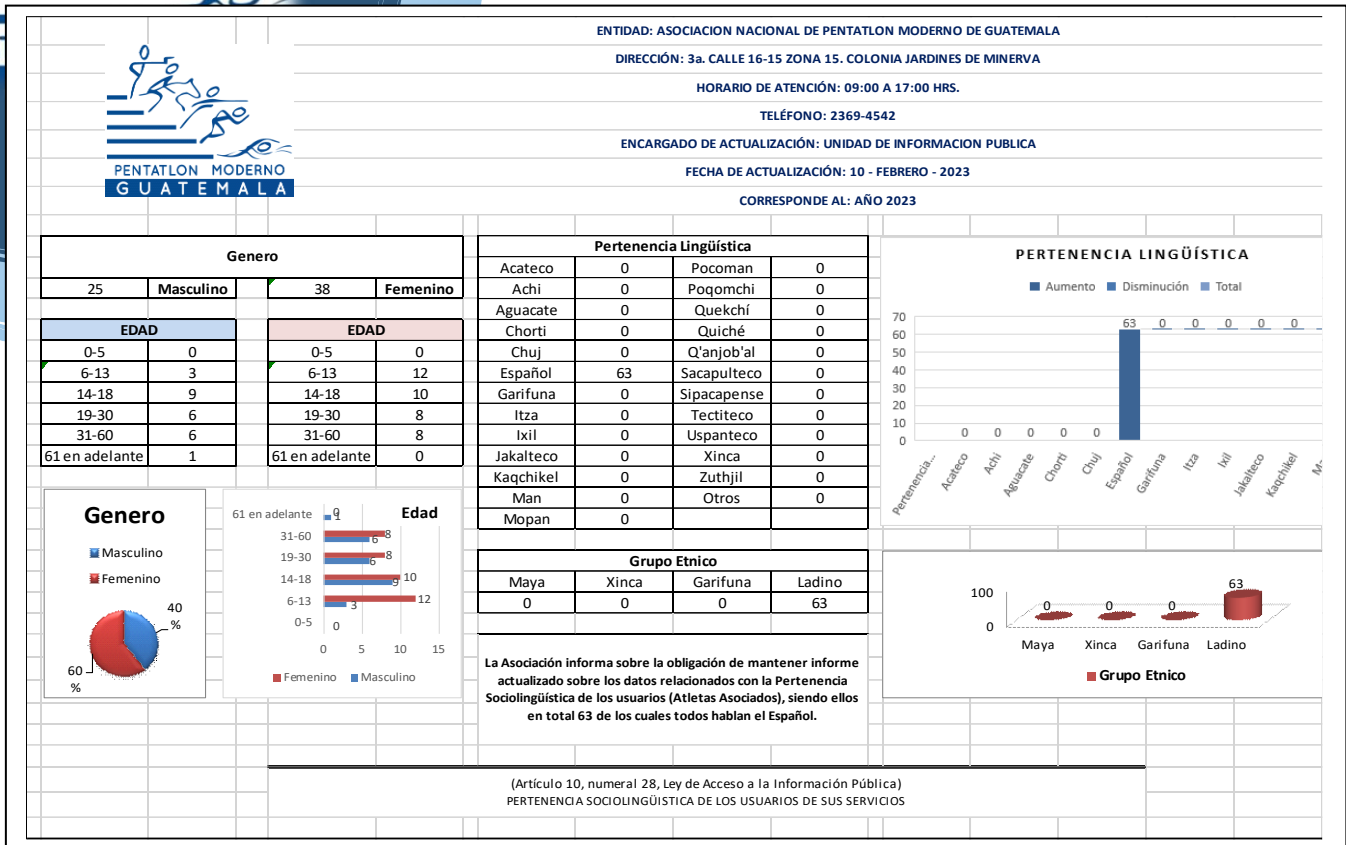 ENTIDAD: ASOCIACION NACIONAL DE PENTATLON MODERNO DE GUATEMALA
DIRECCIÓN: 3a. CALLE 16-15 ZONA 15. COLONIA JARDINES DE MINERVA
HORARIO DE ATENCIÓN: 09:00 A 17:00 HRS.
TELÉFONO: 2369-4542
ENCARGADO DE ACTUALIZACIÓN: UNIDAD DE INFORMACION PUBLICA
FECHA DE ACTUALIZACIÓN: 10 - FEBRERO - 2023
CORRESPONDE AL: AÑO 2023
PENTATLON MODERNO
GUATEMALA
Genero
25 Masculino 38 Femenino
EDAD EDAD
0-5 0 0-5 0
6-13 3 6-13 12
14-18 9 14-18 10
19-30 6 19-30 8
31-60 6 31-60 8
61 en adelante 1 61 en adelante 0
Pertenencia Lingüística
Acateco 0 Pocoman 0
Achi 0 Poqomchi 0
Aguacate 0 Quekchí 0
Chorti 0 Quiché 0
Chuj 0 Q'anjob'al 0
Español 63 Sacapulteco 0
Garifuna 0 Sipacapense 0
Itza 0 Tectiteco 0
Ixil 0 Uspanteco 0
Jakalteco 0 Xinca 0
Kaqchikel 0 Zuthjil 0
Man 0 Otros 0
Mopan 0
PERTENENCIA LINGÜÍSTICA
Aumento Disminución Total
70
60
50
40
30
20
10
0
0 0 0 0 0 63 0 0 0 0 0
Pertenencia... Acateco Achi Aguacate Chorti Chuj Español Garifuna Itza Ixil Jakalteco Kaqchikel
Genero
Masculino
Femenino
40 %
60 %
Edad
61 en adelante 0 1
31-60 8 6
19-30 8 6
14-18 10 9
6-13 12 3
0-5 0
0 5 10 15
Femenino Masculino
Grupo Etnico
Maya Xinca Garifuna Ladino
0 0 0 63
La Asociación informa sobre la obligación de mantener informe
actualizado sobre los datos relacionados con la Pertenencia
Sociolingüística de los usuarios (Atletas Asociados), siendo ellos
en total 63 de los cuales todos hablan el Español.
100
0
0 0 0 63
Maya Xinca Garifuna Ladino
Grupo Etnico
(Artículo 10, numeral 28, Ley de Acceso a la Información Pública)
PERTENENCIA SOCIOLINGÜISTICA DE LOS USUARIOS DE SUS SERVICIOS